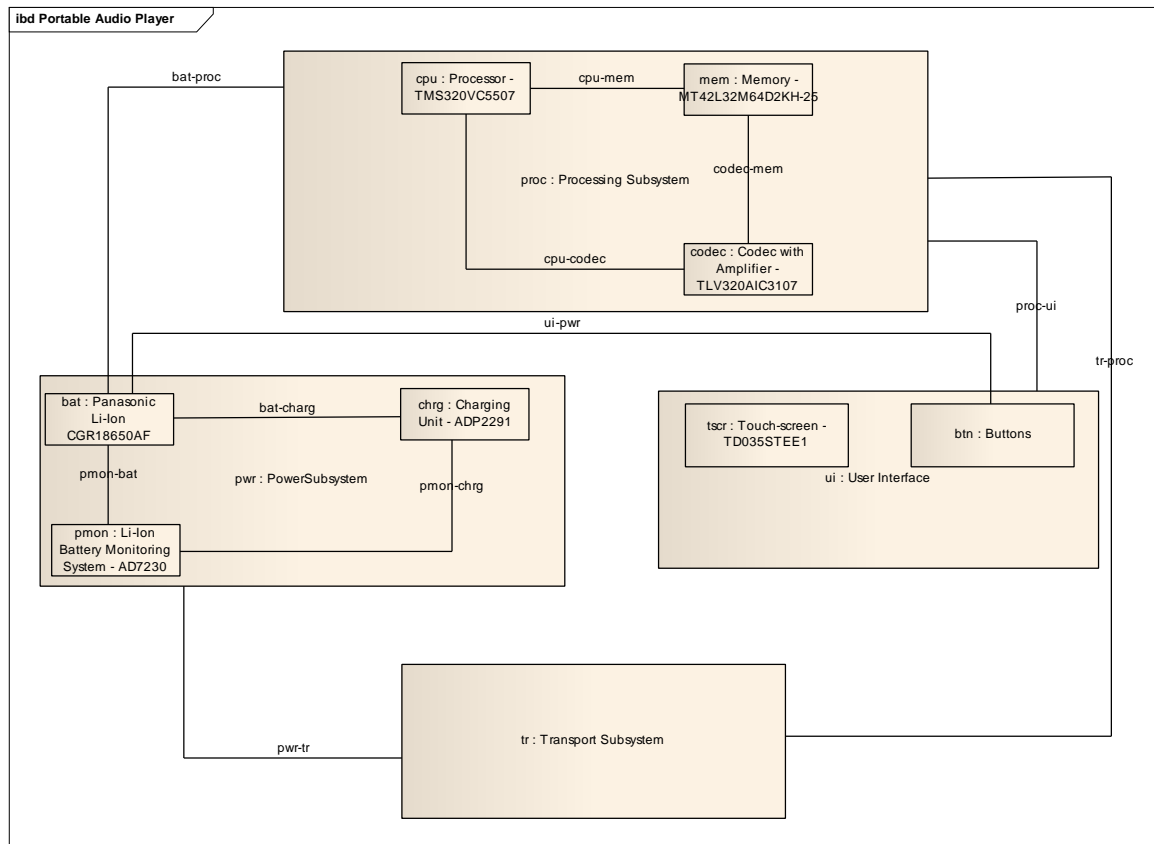 ibd Portable Audio Player
bat-proc
cpu : Processor -
TMS320VC5507
cpu-mem
mem : Memory -
MT42L32M64D2KH-25
proc : Processing Subsystem
codec-mem
cpu-codec
codec : Codec with
Amplifier -
TLV320AIC3107
proc-ui
ui-pwr
tr-proc
bat : Panasonic
Li-Ion
CGR18650AF
bat-charg
chrg : Charging
Unit - ADP2291
pmon-bat
pwr : PowerSubsystem
pmon-chrg
pmon : Li-Ion
Battery Monitoring
System - AD7230
tscr : Touch-screen -
TD035STEE1
btn : Buttons
ui : User Interface
pwr-tr
tr : Transport Subsystem